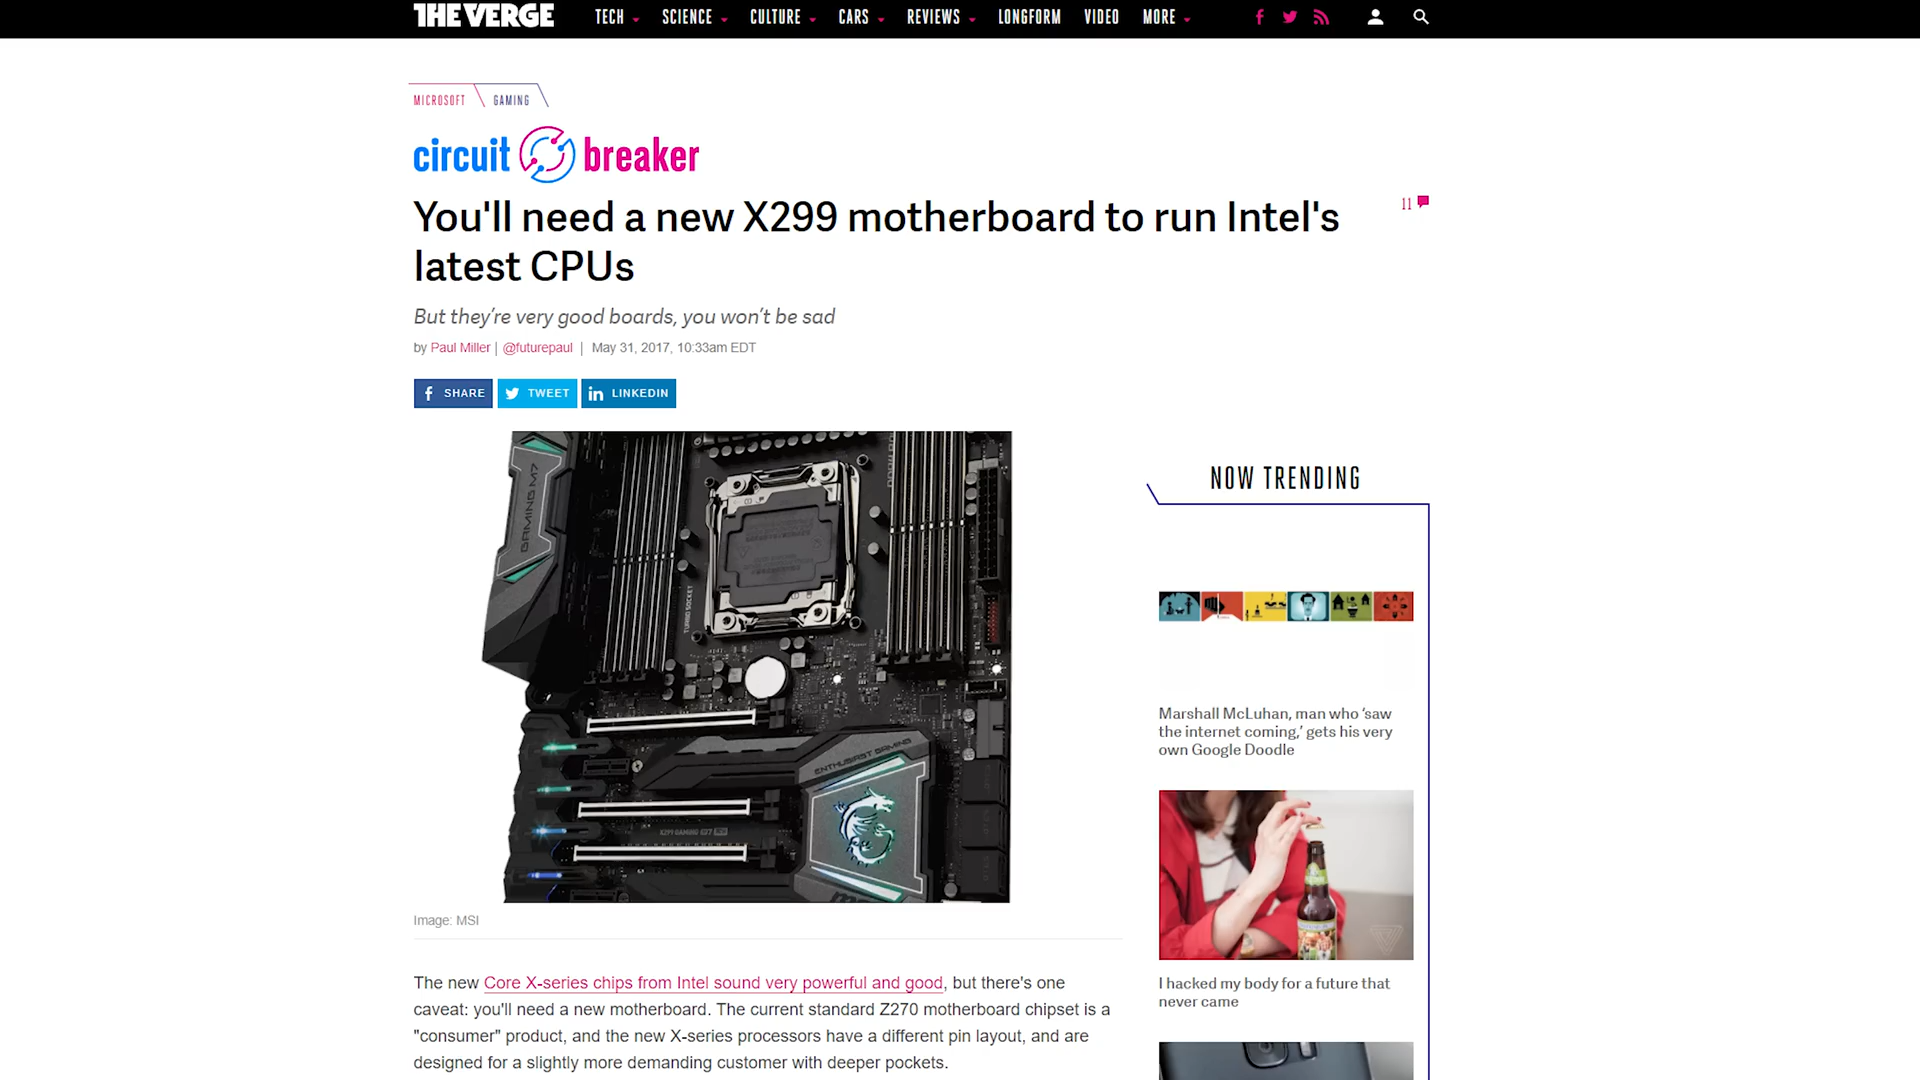 THE VERGE
TECH SCIENCE CULTURE CARS REVIEWS LONGFORM VIDEO MORE
MICROSOFT GAMING
circuit breaker
You'll need a new X299 motherboard to run Intel's
latest CPUs
11
But they’re very good boards, you won’t be sad
by Paul Miller | @futurepaul | May 31, 2017, 10:33am EDT
SHARE TWEET LINKEDIN
GAMING M7
TURBO SOCKET
ENTHUSIAST GAMING
Image: MSI
The new Core X-series chips from Intel sound very powerful and good, but there's one
caveat: you'll need a new motherboard. The current standard Z270 motherboard chipset is a
"consumer" product, and the new X-series processors have a different pin layout, and are
designed for a slightly more demanding customer with deeper pockets.
NOW TRENDING
Marshall McLuhan, man who ‘saw
the internet coming,’ gets his very
own Google Doodle
I hacked my body for a future that
never came